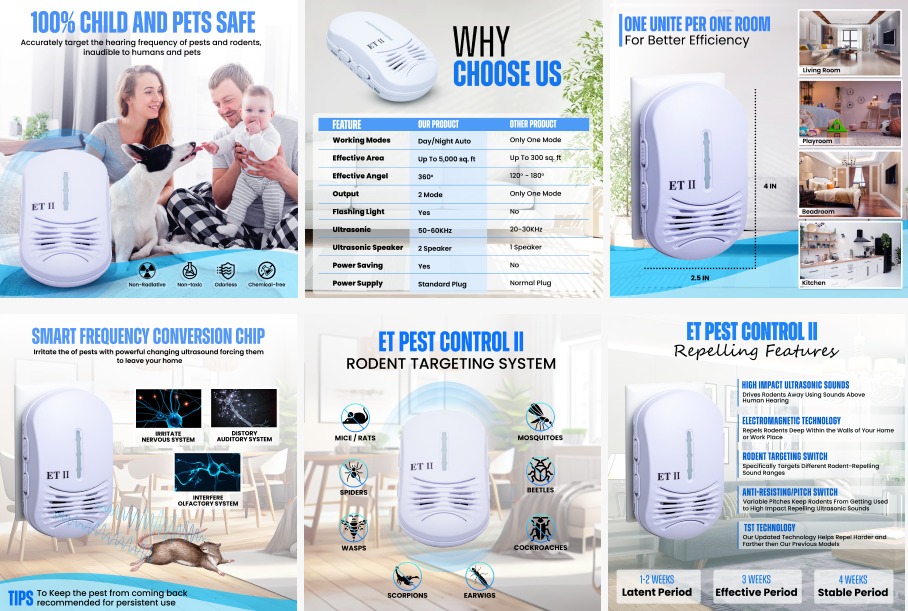 100% CHILD AND PETS SAFE
Accurately target the hearing frequency of pests and rodents,
inaudible to humans and pets
ET II
Non-Radiative
Non-toxic
Odorless
Chemical-free
ET II
WHY
CHOOSE US
FEATURE OUR PRODUCT OTHER PRODUCT
Working Modes Day/Night Auto Only One Mode
Effective Area Up To 5,000 sq. ft Up To 300 sq. ft
Effective Angel 360° 120° - 180°
Output 2 Mode Only One Mode
Flashing Light Yes No
Ultrasonic 50-60KHz 20-30KHz
Ultrasonic Speaker 2 Speaker 1 Speaker
Power Saving Yes No
Power Supply Standard Plug Normal Plug
ONE UNITE PER ONE ROOM
For Better Efficiency
ET II
4 IN
2.5 IN
Living Room
Playroom
Beadroom
Kitchen
SMART FREQUENCY CONVERSION CHIP
Irritate the of pests with powerful changing ultrasound forcing them
to leave your home
ET II
IRRITATE
NERVOUS SYSTEM
DISTORY
AUDITORY SYSTEM
INTERFERE
OLFACTORY SYSTEM
TIPS
To Keep the pest from coming back
recommended for persistent use
ET PEST CONTROL II
RODENT TARGETING SYSTEM
ET II
MICE / RATS
MOSQUITOES
SPIDERS
BEETLES
WASPS
COCKROACHES
SCORPIONS
EARWIGS
ET PEST CONTROL II
Repelling Features
ET II
HIGH IMPACT ULTRASONIC SOUNDS
Drives Rodents Away Using Sounds Above
Human Hearing
ELECTROMAGNETIC TECHNOLOGY
Repels Rodents Deep Within the Walls of Your Home
or Work Place
RODENT TARGETING SWITCH
Specifically Targets Different Rodent-Repelling
Sound Ranges
ANTI-RESISTING/PITCH SWITCH
Variable Pitches Keep Rodents From Getting Used
to High Impact Repelling Ultrasonic Sounds
TST TECHNOLOGY
Our Updated Technology Helps Repel Harder and
Farther then Our Previous Models
1-2 WEEKS
Latent Period
3 WEEKS
Effective Period
4 WEEKS
Stable Period